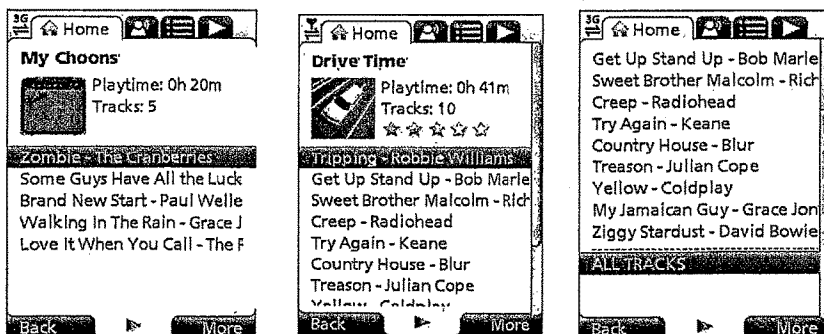 3G Home
My Choons
Playtime: 0h 20m
Tracks: 5
Zombie - The Cranberries
Some Guys Have All the Luck
Brand New Start - Paul Welle
Walking In The Rain - Grace J
Love It When You Call - The F
Back More
Home
Drive Time
Playtime: 0h 41m
Tracks: 10
Tripping - Robbie Williams
Get Up Stand Up - Bob Marle
Sweet Brother Malcolm - Rich
Creep - Radiohead
Try Again - Keane
Country House - Blur
Treason - Julian Cope
Yellow - Coldplay
Back More
3G Home
Get Up Stand Up - Bob Marle
Sweet Brother Malcolm - Rich
Creep - Radiohead
Try Again - Keane
Country House - Blur
Treason - Julian Cope
Yellow - Coldplay
My Jamaican Guy - Grace Jon
Ziggy Stardust - David Bowie
ALL TRACKS
Back More